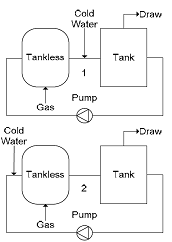 Cold
Water
Draw
Tankless
Tank
1
Gas
Pump
Cold
Water
Draw
Tankless
Tank
2
Gas
Pump